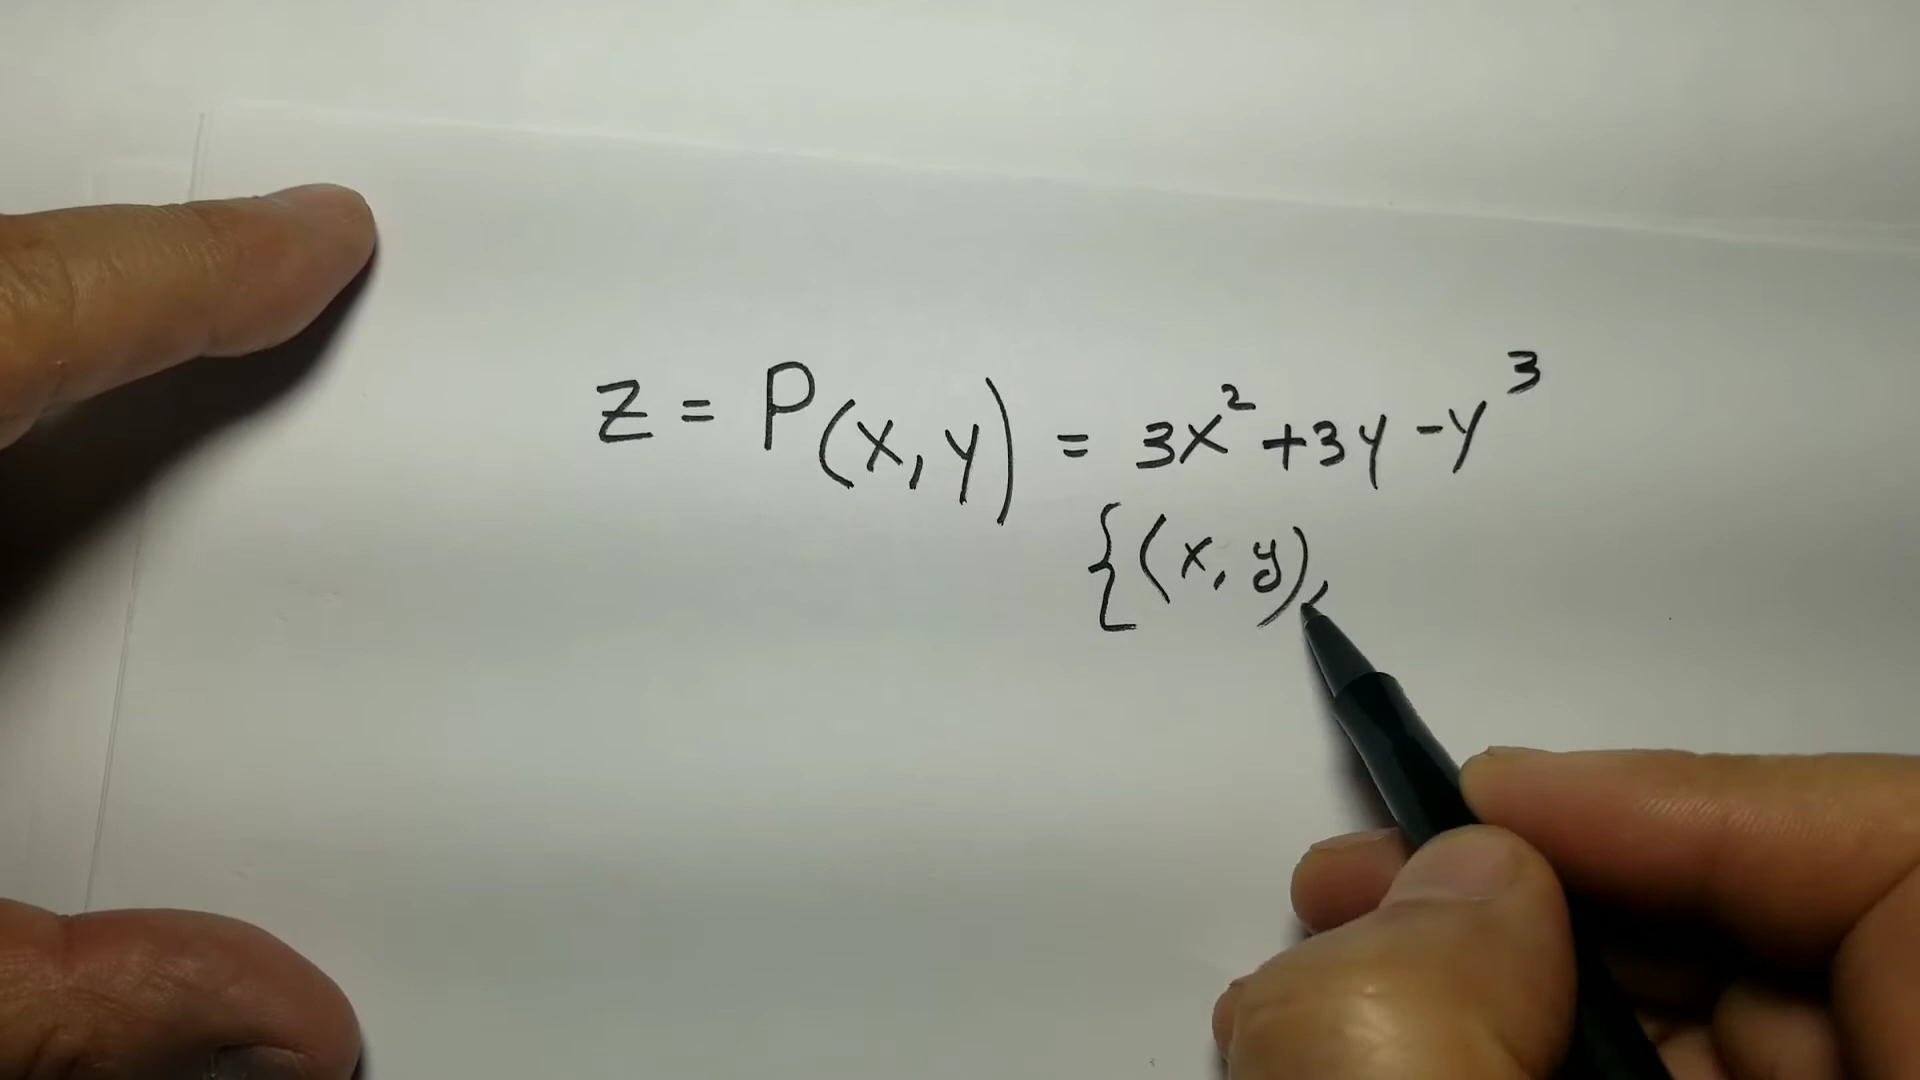 z = P(x, y) = 3x² + 3y - y³
{(x, y),